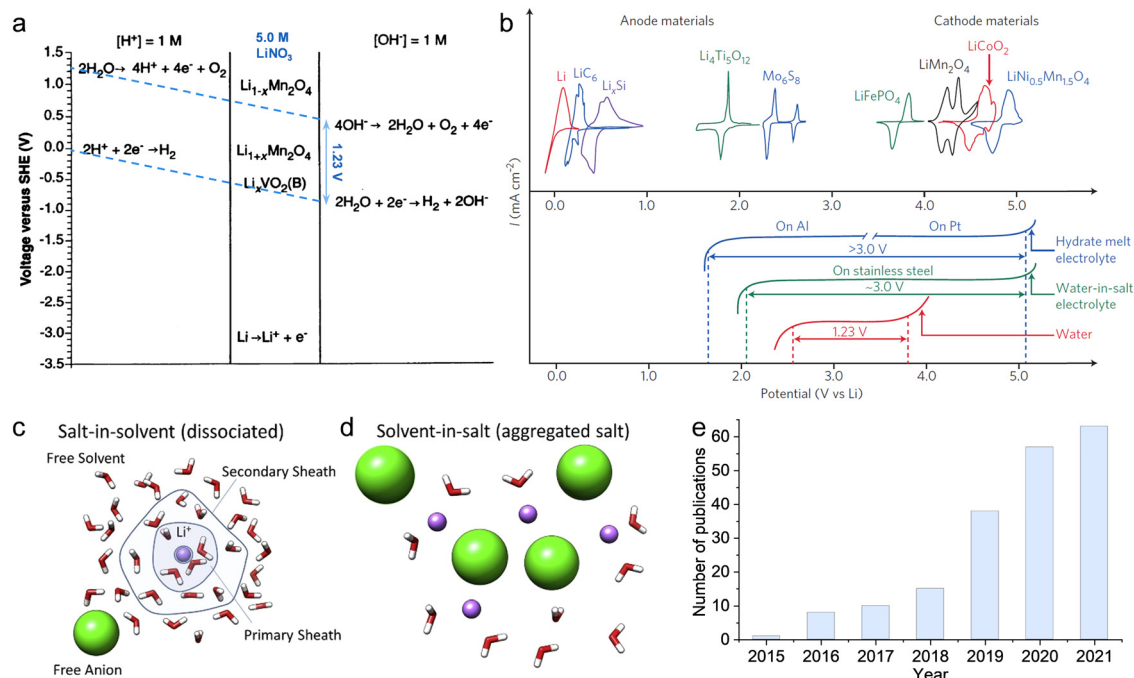 a
[H⁺] = 1 M
5.0 M
LiNO₃
[OH⁻] = 1 M
Voltage versus SHE (V)
1.5
1.0
0.5
0.0
-0.5
-1.0
-1.5
-2.0
-2.5
-3.0
-3.5
2H₂O→ 4H⁺ + 4e⁻ + O₂
Li₁₋ₓMn₂O₄
4OH⁻→ 2H₂O + O₂ + 4e⁻
2H⁺ + 2e⁻ →H₂
Li₁₊ₓMn₂O₄
1.23 V
LiₓVO₂(B)
2H₂O + 2e⁻→ H₂ + 2OH⁻
Li→Li⁺ + e⁻
b
Anode materials
Cathode materials
I (mA cm⁻²)
Li
LiC₆
LiₓSi
Li₄Ti₅O₁₂
Mo₆S₈
LiFePO₄
LiMn₂O₄
LiCoO₂
LiNi₀.₅Mn₁.₅O₄
0.0
1.0
2.0
3.0
4.0
5.0
On Al
On Pt
>3.0 V
Hydrate melt
electrolyte
On stainless steel
~3.0 V
Water-in-salt
electrolyte
1.23 V
Water
0.0
1.0
2.0
3.0
4.0
5.0
Potential (V vs Li)
c
Salt-in-solvent (dissociated)
Free Solvent
Secondary Sheath
Li⁺
Primary Sheath
Free Anion
d
Solvent-in-salt (aggregated salt)
e
Number of publications
60
50
40
30
20
10
0
2015
2016
2017
2018
2019
2020
2021
Year